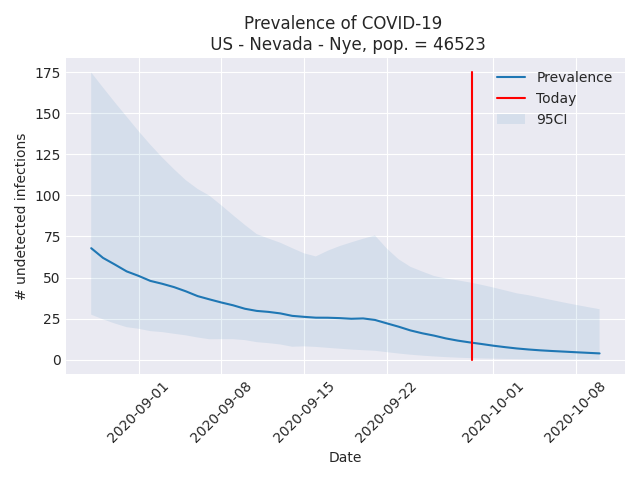 Prevalence of COVID-19
US - Nevada - Nye, pop. = 46523
Prevalence
Today
95CI
# undetected infections
175
150
125
100
75
50
25
0
2020-09-01
2020-09-08
2020-09-15
2020-09-22
2020-10-01
2020-10-08
Date